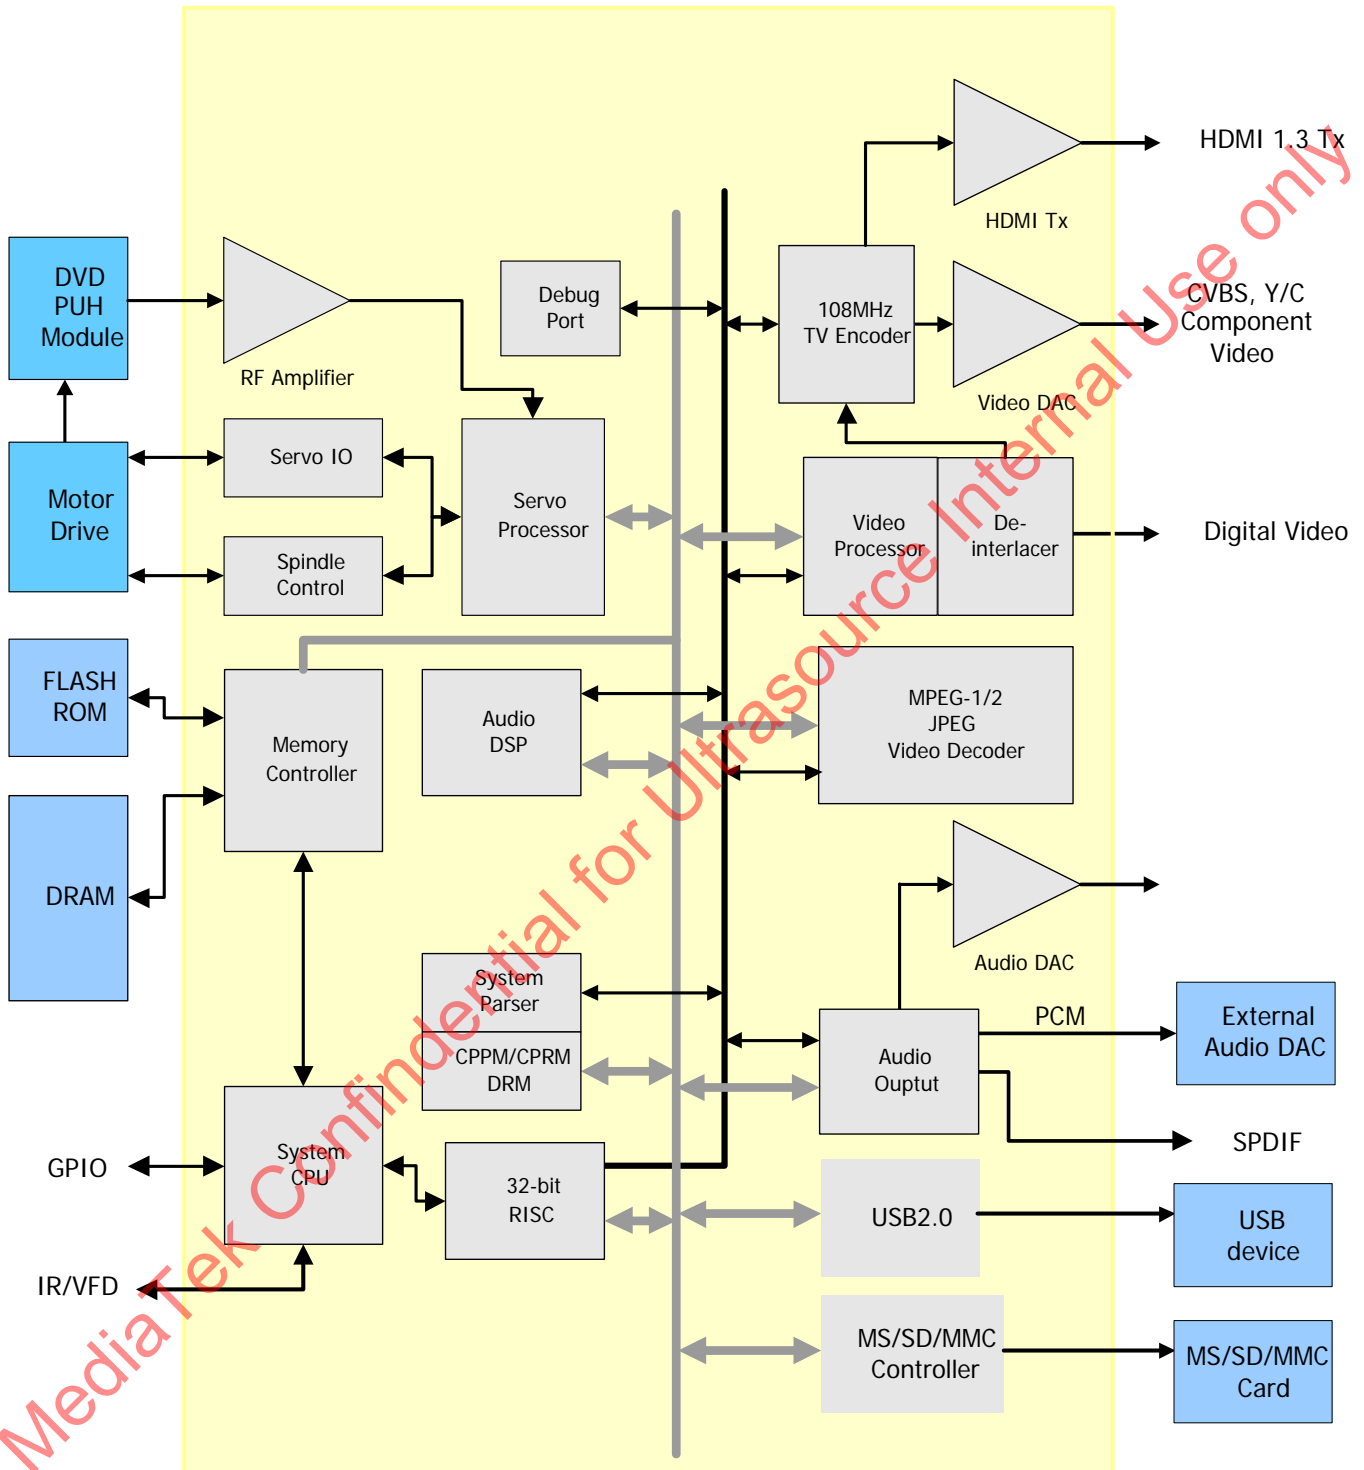 HDMI 1.3 Tx
HDMI Tx
DVD
PUH
Module
RF Amplifier
Debug
Port
108MHz
TV Encoder
CVBS, Y/C
Component
Video
Video DAC
Motor
Drive
Servo IO
Spindle
Control
Servo
Processor
Video
Processor
De-
interlacer
Digital Video
FLASH
ROM
Memory
Controller
Audio
DSP
MPEG-1/2
JPEG
Video Decoder
DRAM
Audio DAC
System
Parser
CPPM/CPRM
DRM
PCM
External
Audio DAC
Audio
Ouptut
SPDIF
GPIO
System
CPU
32-bit
RISC
USB2.0
USB
device
IR/VFD
MS/SD/MMC
Controller
MS/SD/MMC
Card
MediaTek Confindential for Ultrasource Internal Use only